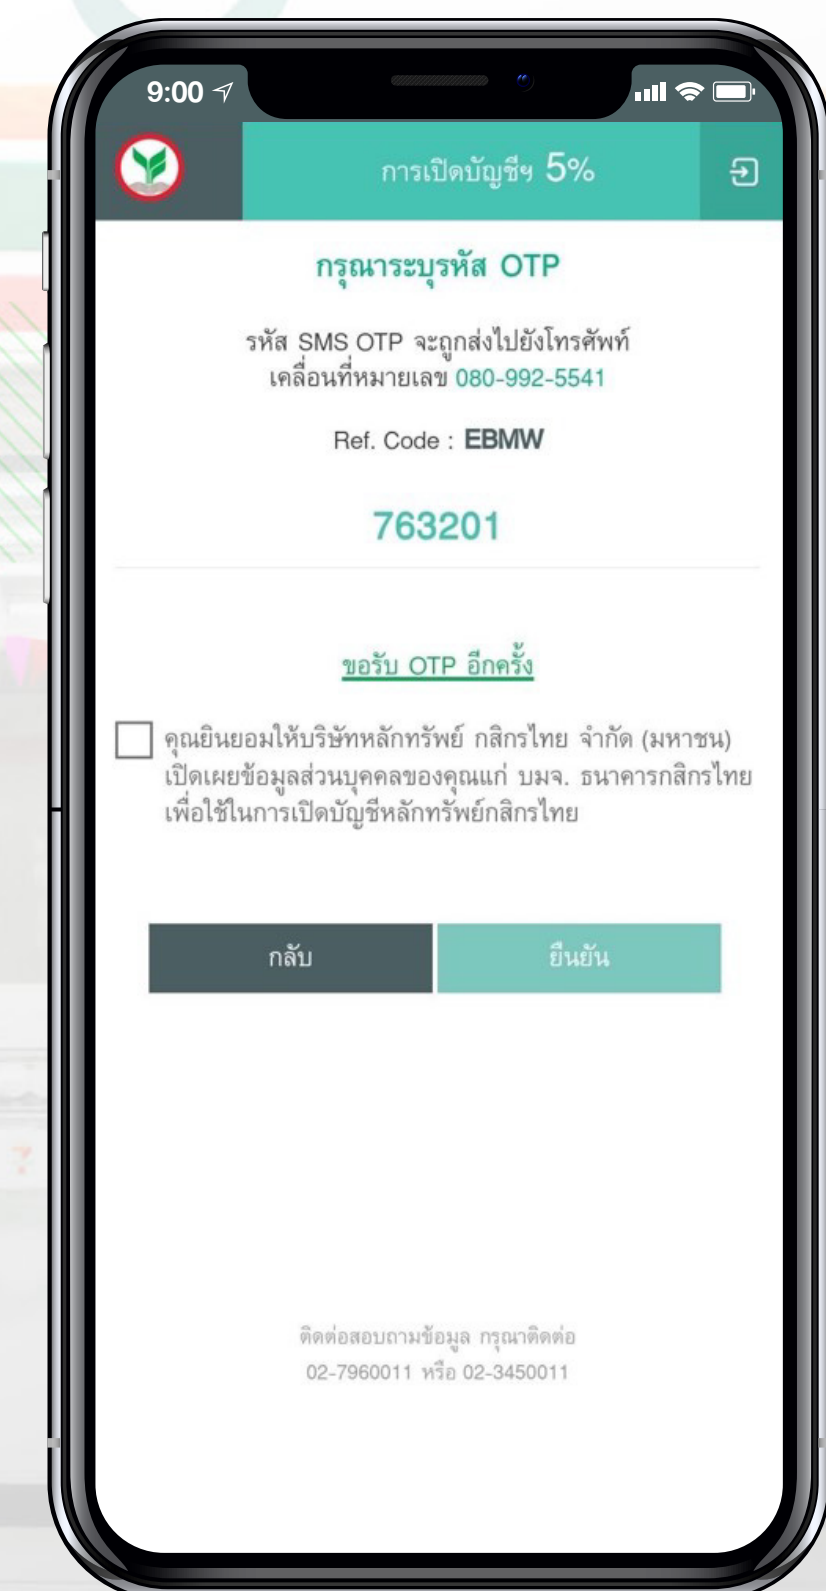 9:00
การเปิดบัญชีฯ 5%
กรุณาระบุรหัส OTP
รหัส SMS OTP จะถูกส่งไปยังโทรศัพท์
เคลื่อนที่หมายเลข 080-992-5541
Ref. Code : EBMW
763201
ขอรับ OTP อีกครั้ง
คุณยินยอมให้บริษัทหลักทรัพย์ กสิกรไทย จำกัด (มหาชน)
เปิดเผยข้อมูลส่วนบุคคลของคุณแก่ บมจ. ธนาคารกสิกรไทย
เพื่อใช้ในการเปิดบัญชีหลักทรัพย์กสิกรไทย
กลับ
ยืนยัน
ติดต่อสอบถามข้อมูล กรุณาติดต่อ
02-7960011 หรือ 02-3450011